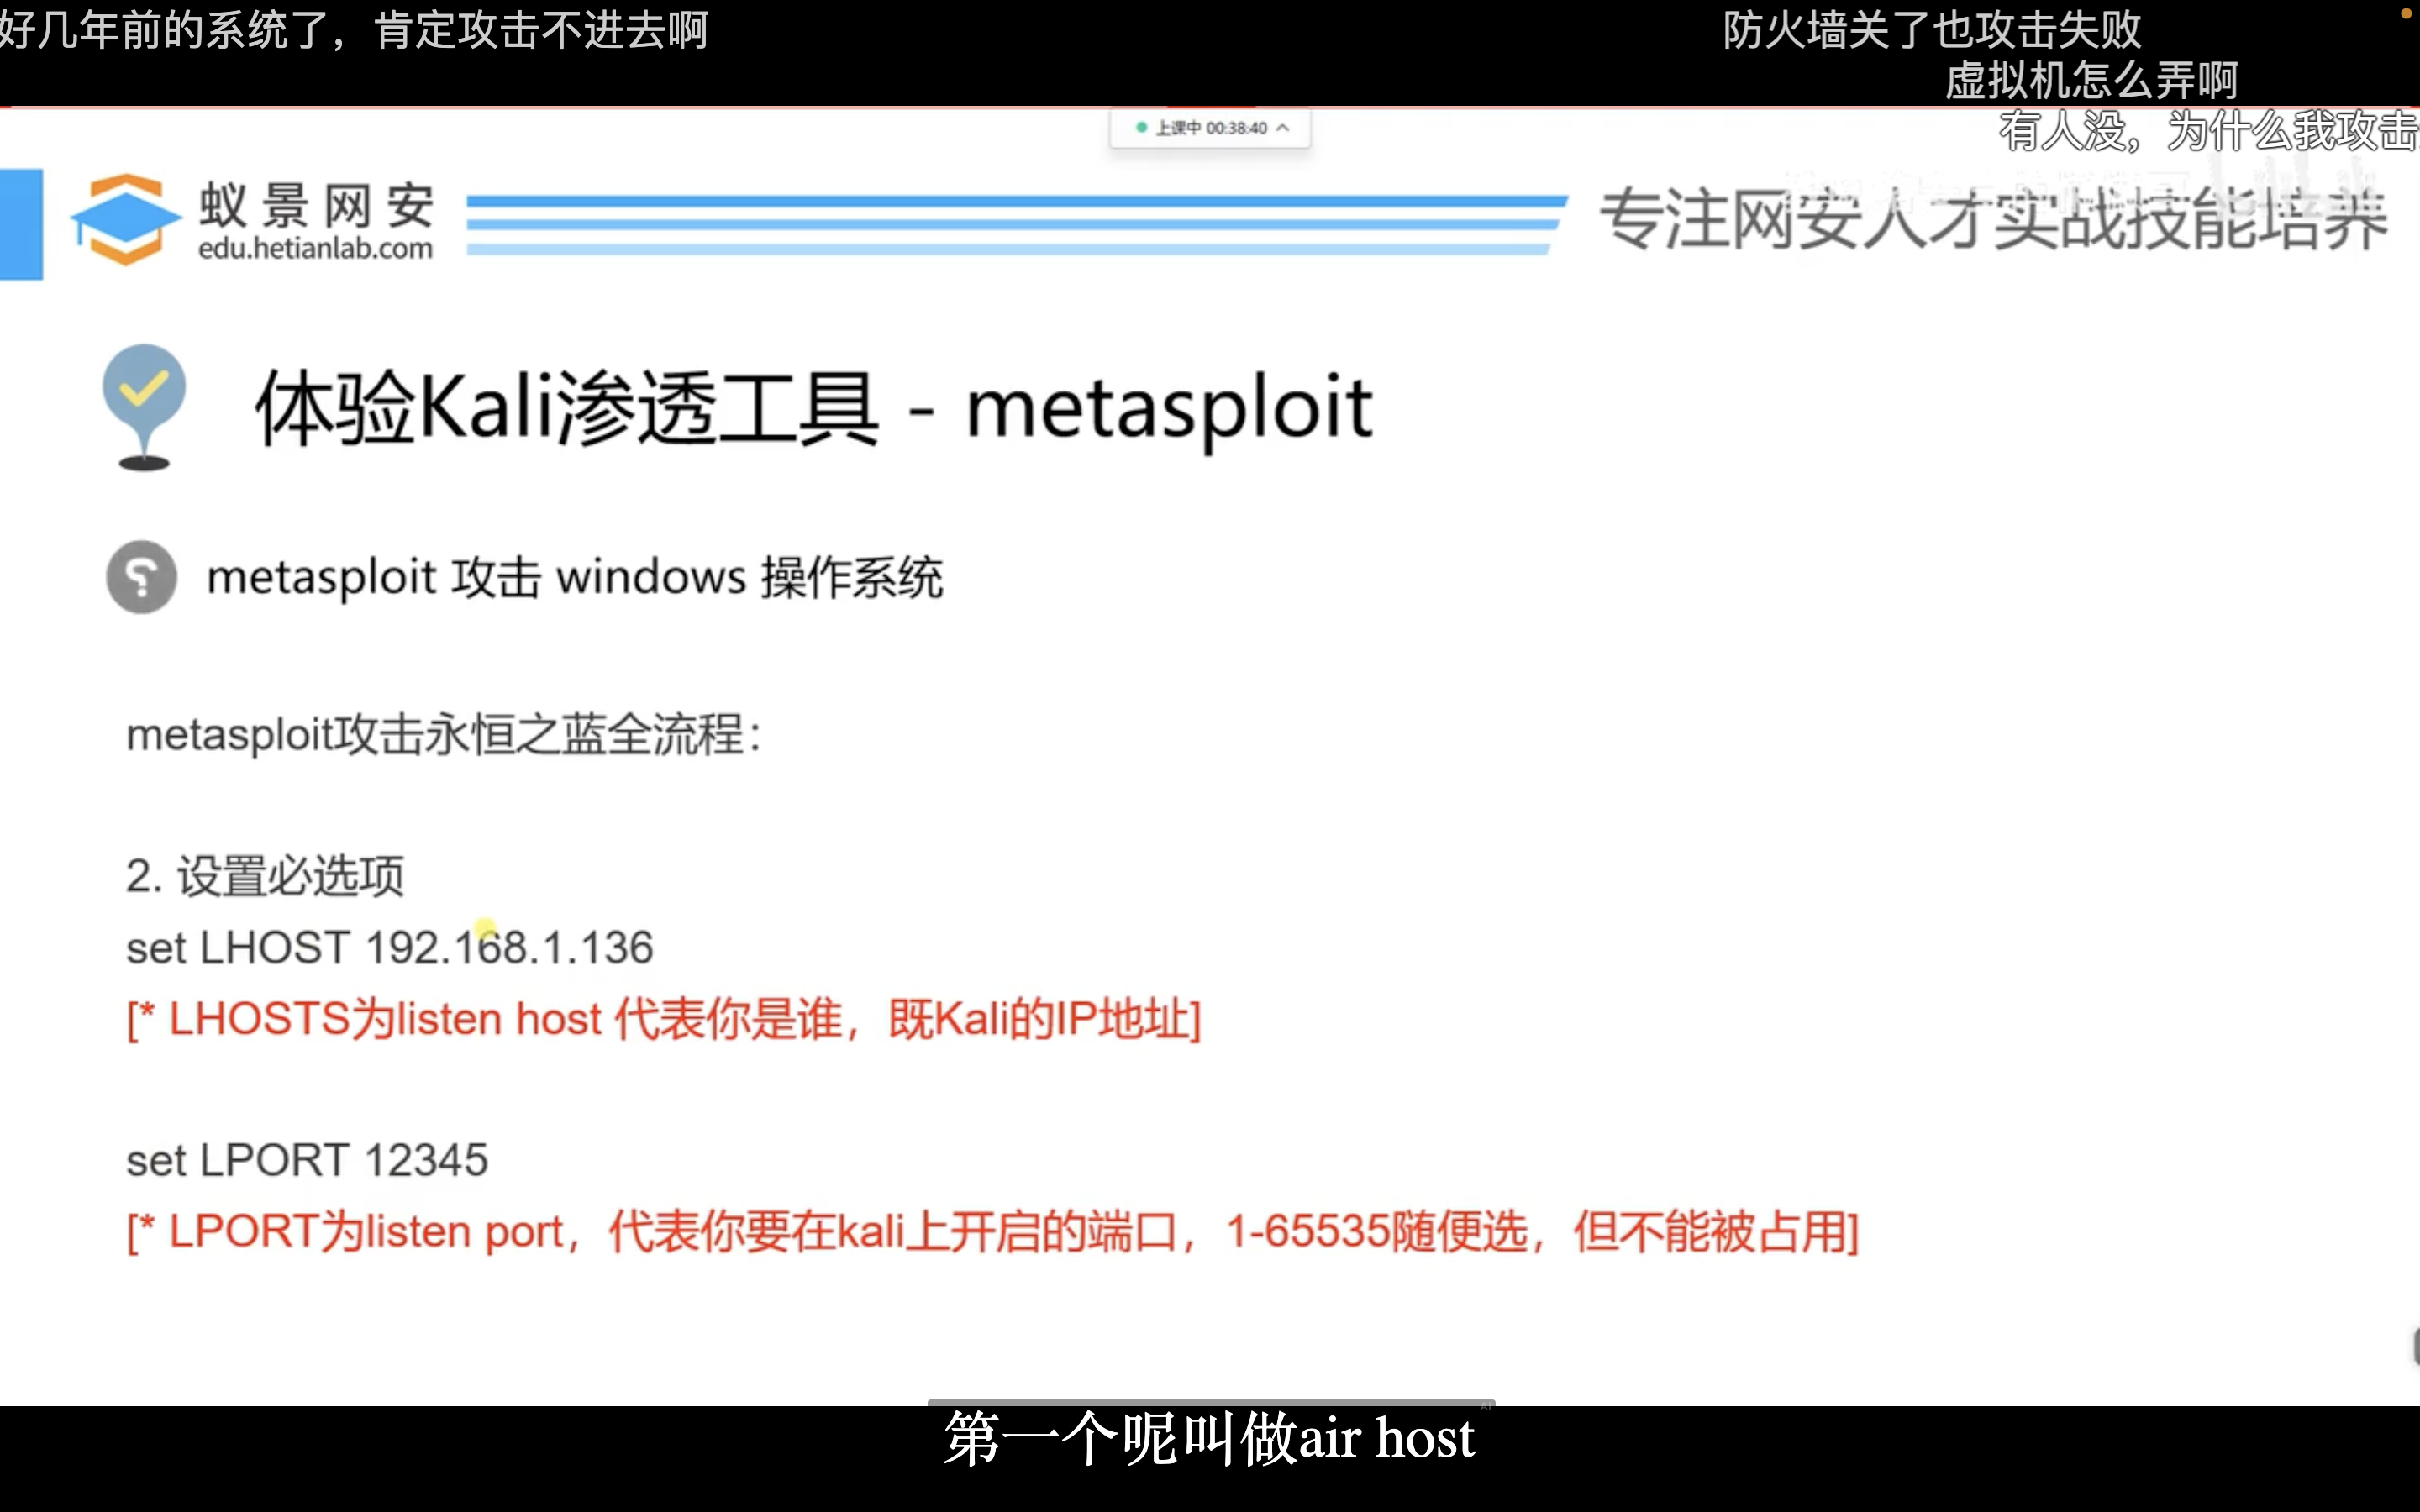 好几年前的系统了，肯定攻击不进去啊
防火墙关了也攻击失败
虚拟机怎么弄啊
有人没，为什么我攻击
上课中 00:38:40
蚁景网安
edu.hetianlab.com
专注网安人才实战技能培养
体验Kali渗透工具 - metasploit
metasploit 攻击 windows 操作系统
metasploit攻击永恒之蓝全流程：
2. 设置必选项
set LHOST 192.168.1.136
[* LHOSTS为listen host 代表你是谁，既Kali的IP地址]
set LPORT 12345
[* LPORT为listen port，代表你要在kali上开启的端口，1-65535随便选，但不能被占用]
AI
第一个呢叫做air host